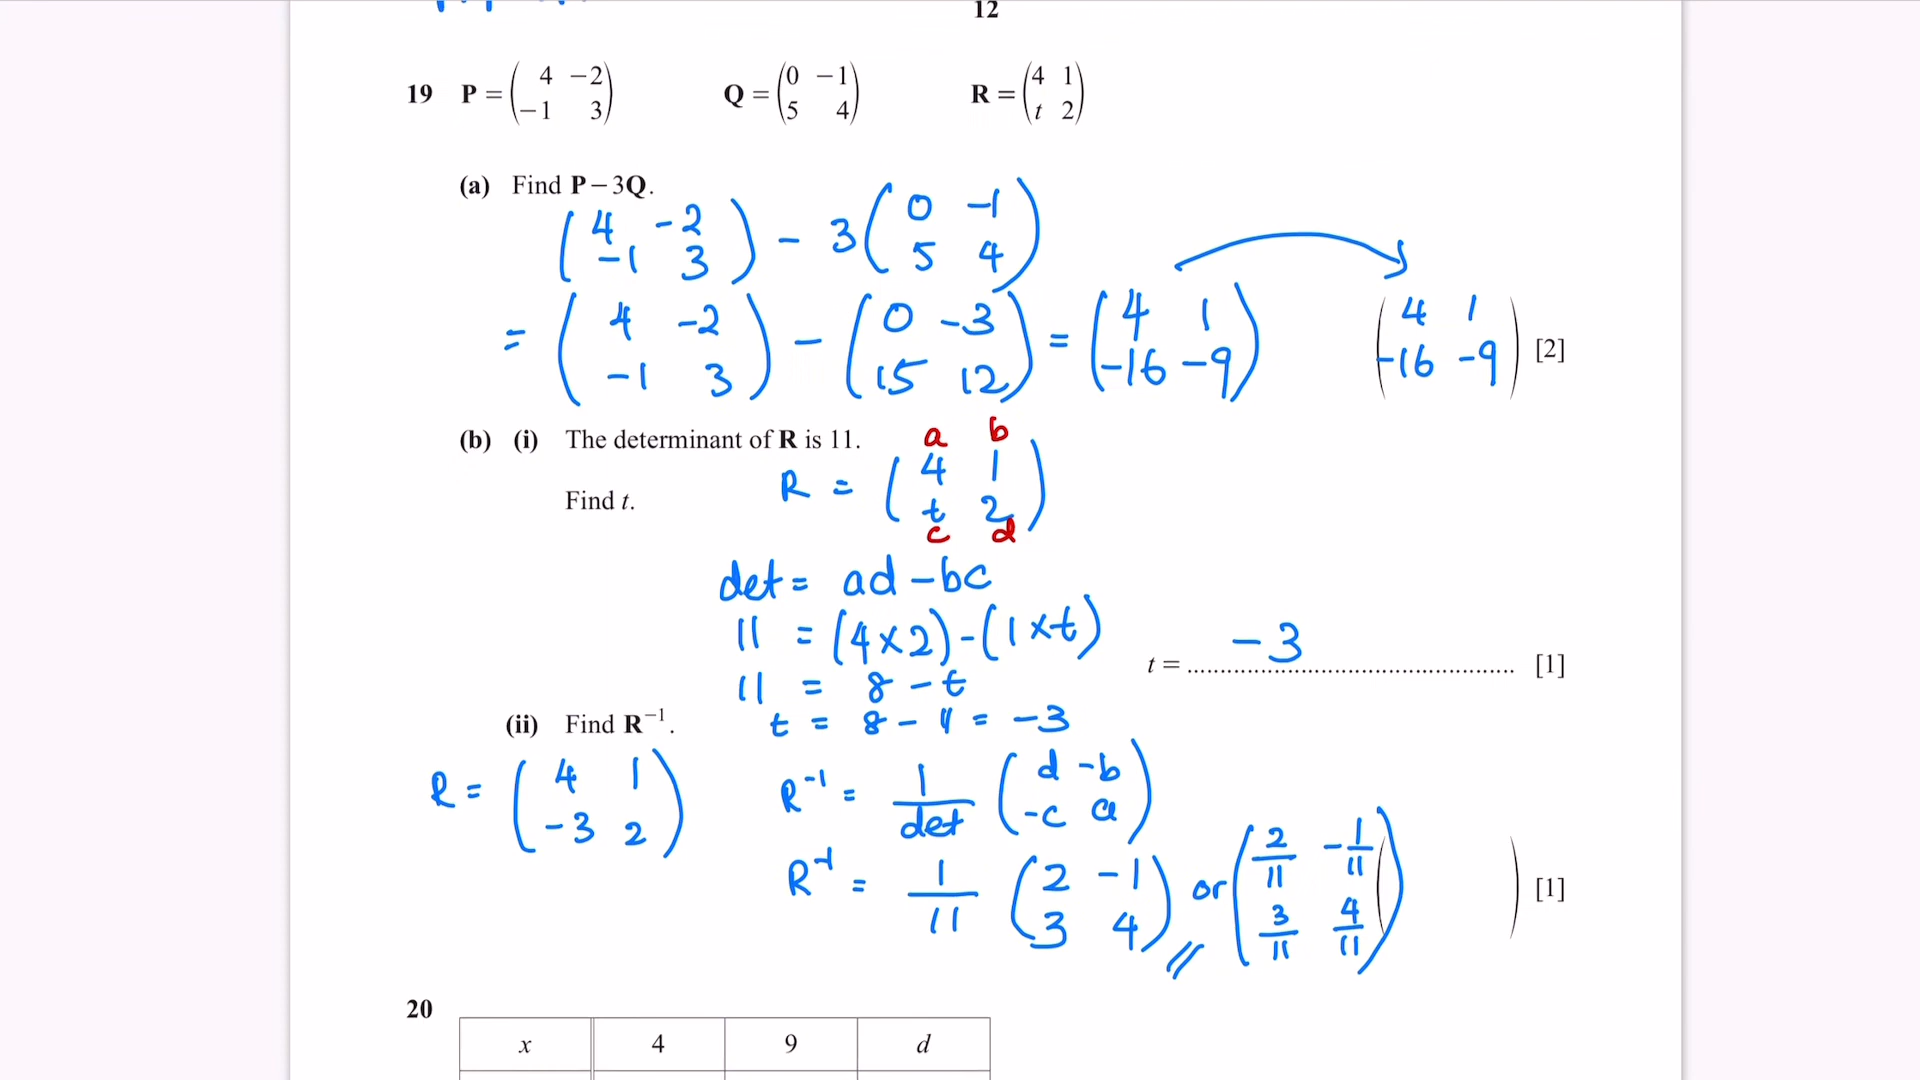 12
19 P = (4 −2 / −1 3) Q = (0 −1 / 5 4) R = (4 1 / t 2)
(a) Find P − 3Q.
(4 −2 / −1 3) − 3(0 −1 / 5 4)
= (4 −2 / −1 3) − (0 −3 / 15 12) = (4 1 / −16 −9) (4 1 / −16 −9) [2]
(b) (i) The determinant of R is 11.
a b
R = (4 1 / t 2)
c d
Find t.
det = ad − bc
11 = (4×2) − (1×t)
t = −3 [1]
11 = 8 − t
t = 8 − 11 = −3
(ii) Find R⁻¹.
R = (4 1 / −3 2)
R⁻¹ = 1/det (d −b / −c a)
R⁻¹ = 1/11 (2 −1 / 3 4) or (2/11 −1/11 / 3/11 4/11) [1]
20
x 4 9 d